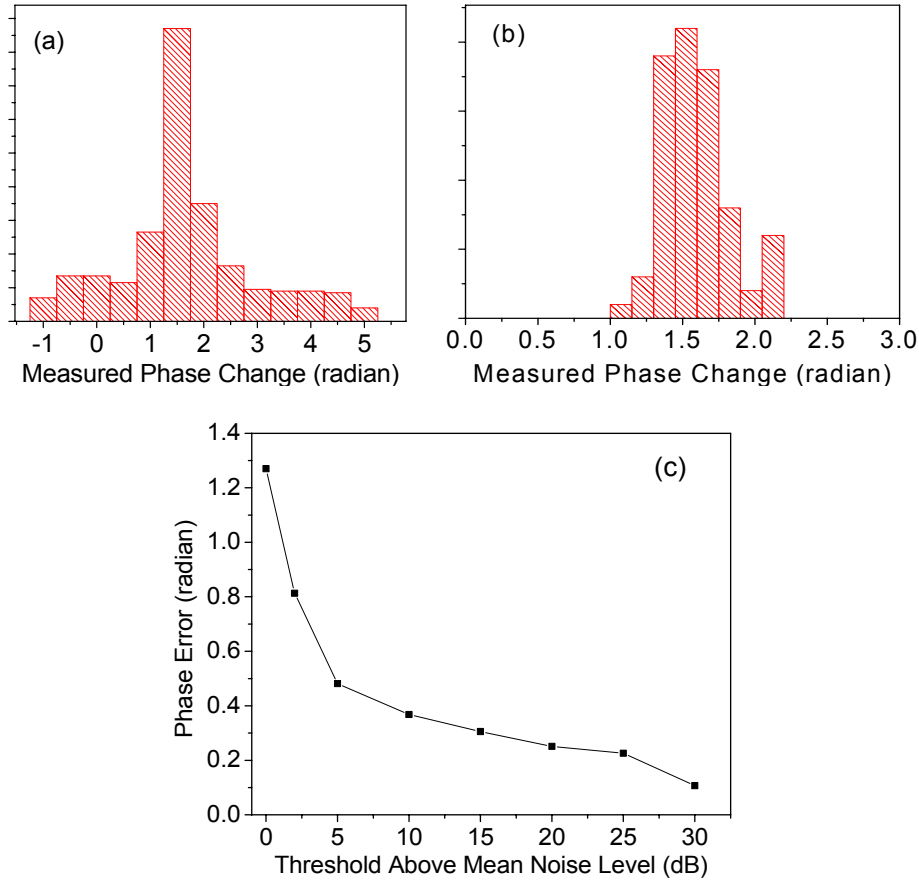 (a)
-1 0 1 2 3 4 5
Measured Phase Change (radian)
(b)
0.0 0.5 1.0 1.5 2.0 2.5 3.0
Measured Phase Change (radian)
(c)
1.4
1.2
1.0
0.8
0.6
0.4
0.2
0.0
Phase Error (radian)
0 5 10 15 20 25 30
Threshold Above Mean Noise Level (dB)